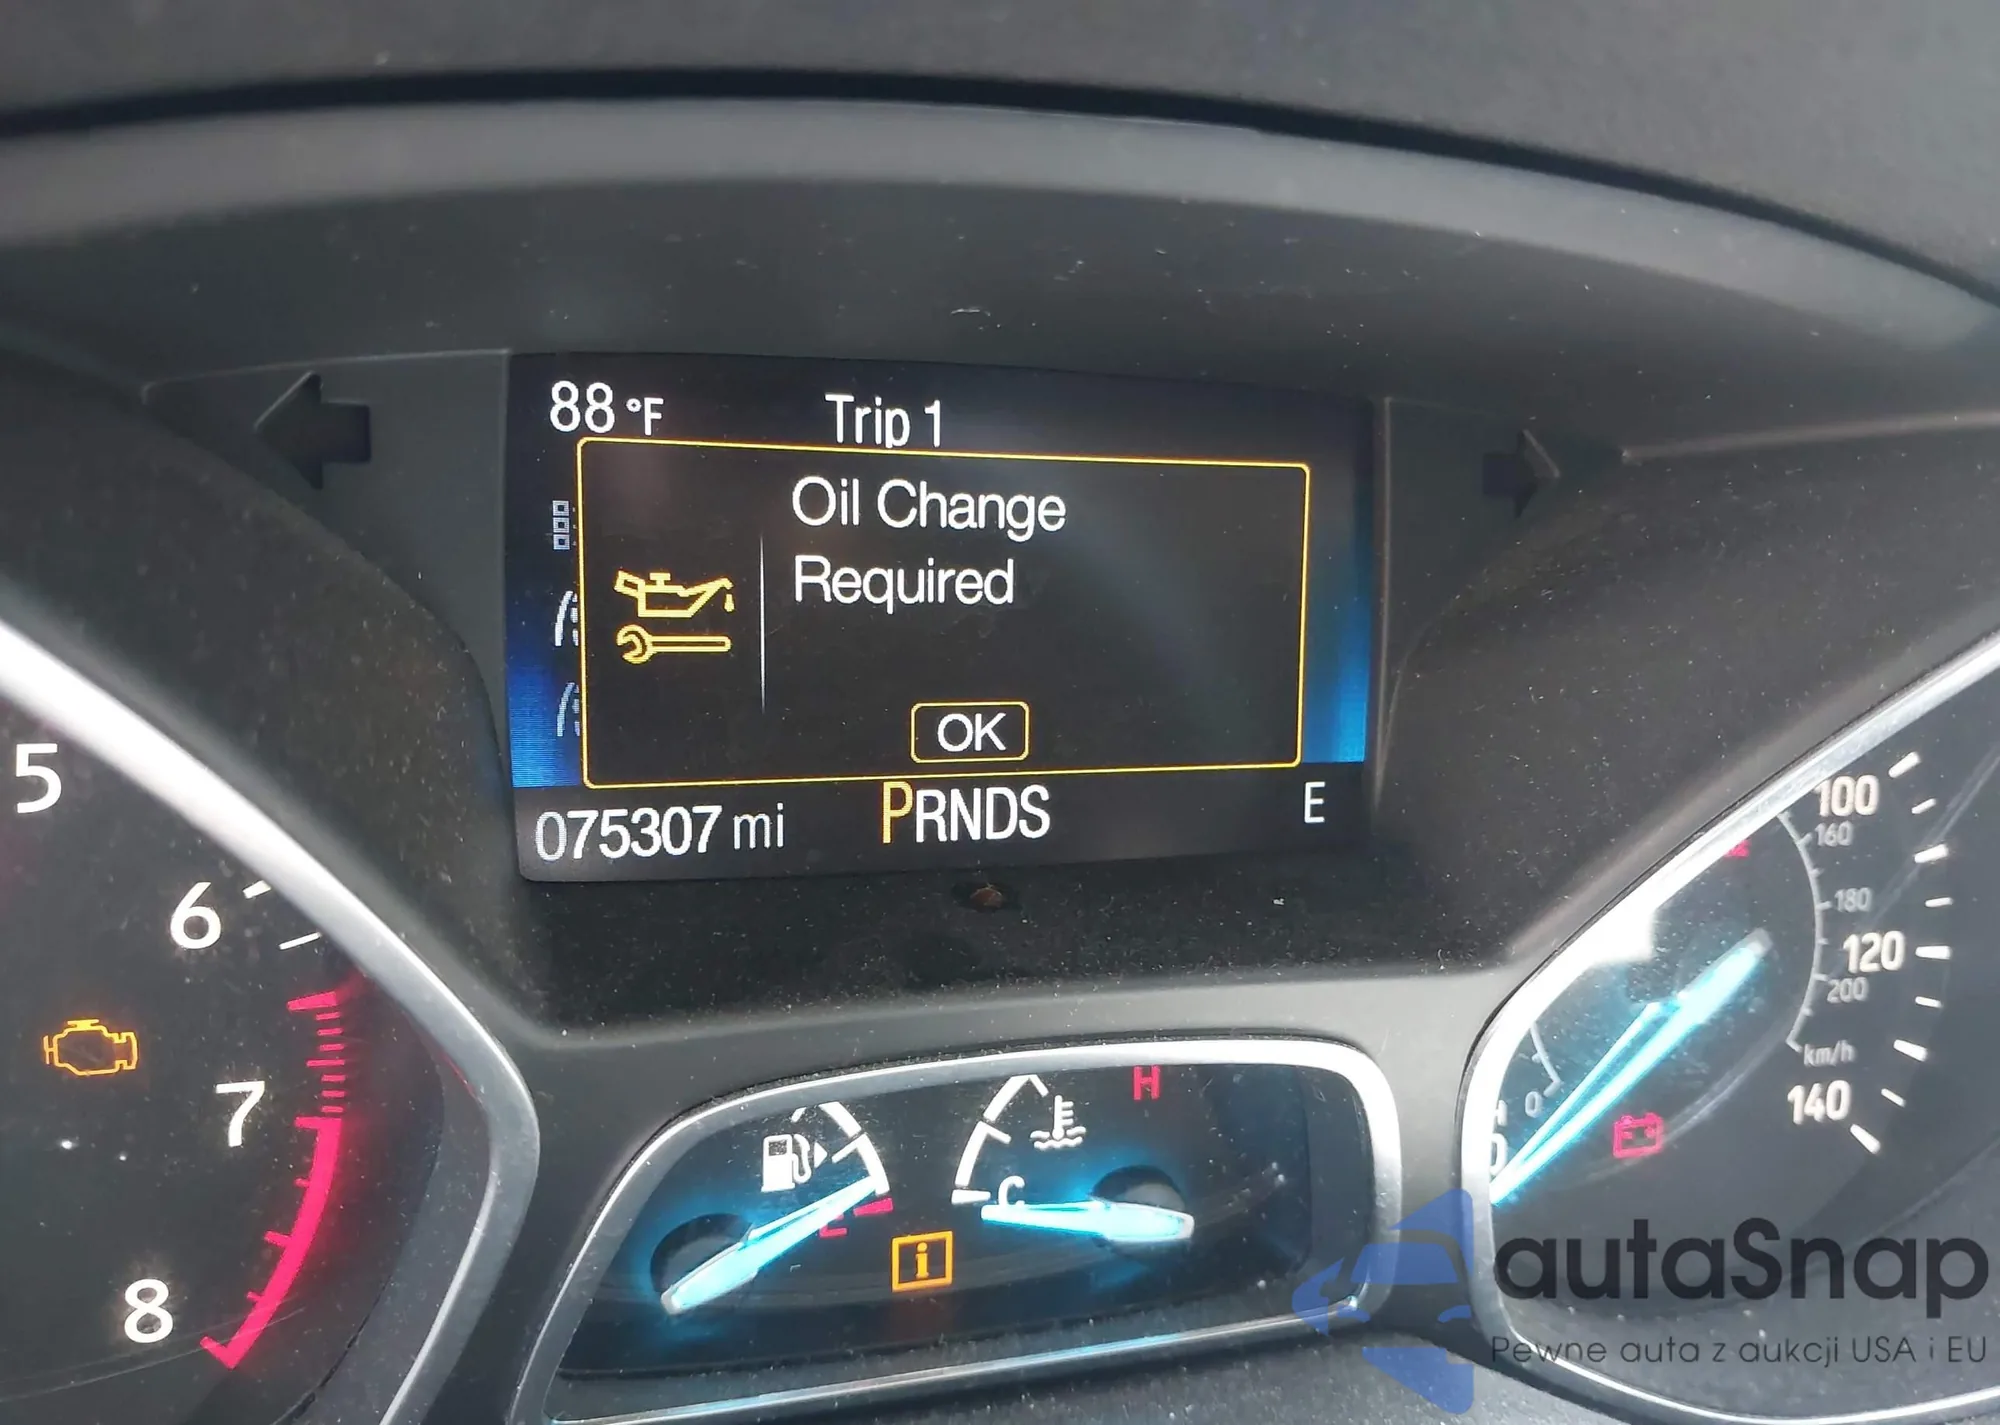 88 °F
Trip 1
Oil Change
Required
OK
075307 mi
PRNDS
E
5
6
7
8
H
C
E
100
160
180
120
200
km/h
140
0
autaSnap
Pewne auta z aukcji USA i EU